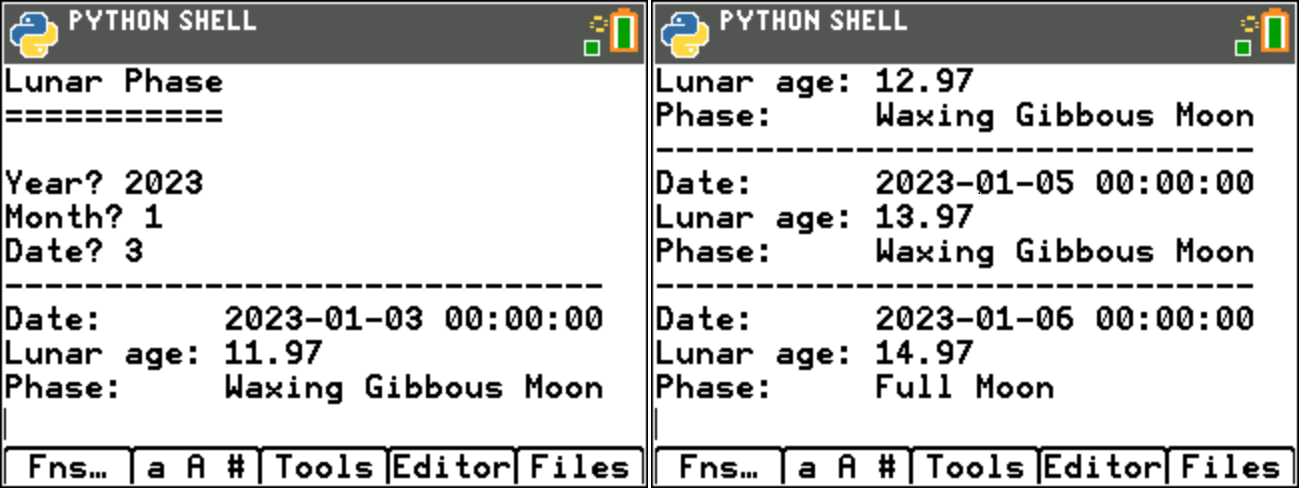 PYTHON SHELL
Lunar Phase
===========
Year? 2023
Month? 1
Date? 3
------------------------------
Date:      2023-01-03 00:00:00
Lunar age: 11.97
Phase:     Waxing Gibbous Moon
Fns… a A # Tools Editor Files
PYTHON SHELL
Lunar age: 12.97
Phase:     Waxing Gibbous Moon
------------------------------
Date:      2023-01-05 00:00:00
Lunar age: 13.97
Phase:     Waxing Gibbous Moon
------------------------------
Date:      2023-01-06 00:00:00
Lunar age: 14.97
Phase:     Full Moon
Fns… a A # Tools Editor Files